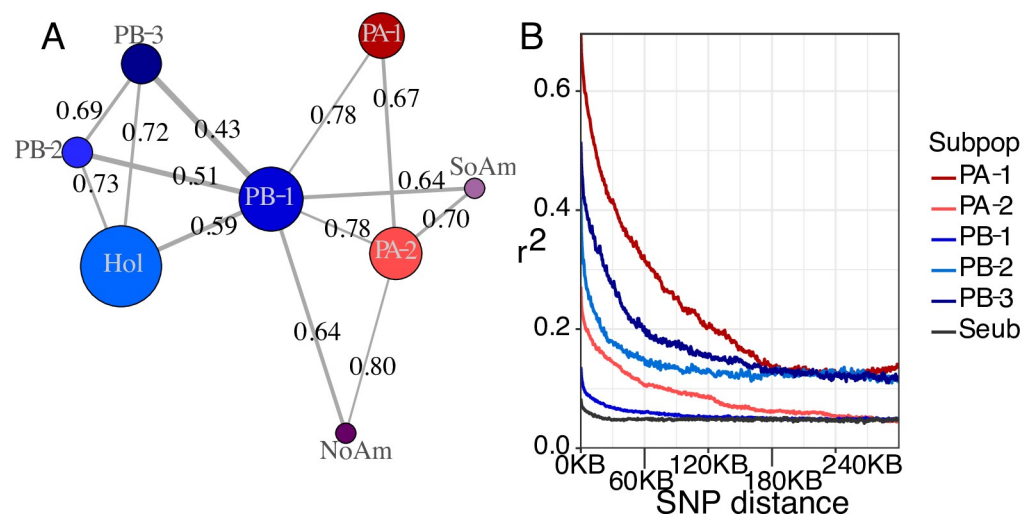 A
PB-3
PA-1
0.69
0.43
0.78
0.67
0.72
PB-2
0.51
0.64
SoAm
0.73
PB-1
0.70
0.59
0.78
PA-2
Hol
0.64
0.80
NoAm
B
0.6
0.4
r2
0.2
0.0
0KB
60KB
120KB
180KB
240KB
SNP distance
Subpop
PA-1
PA-2
PB-1
PB-2
PB-3
Seub